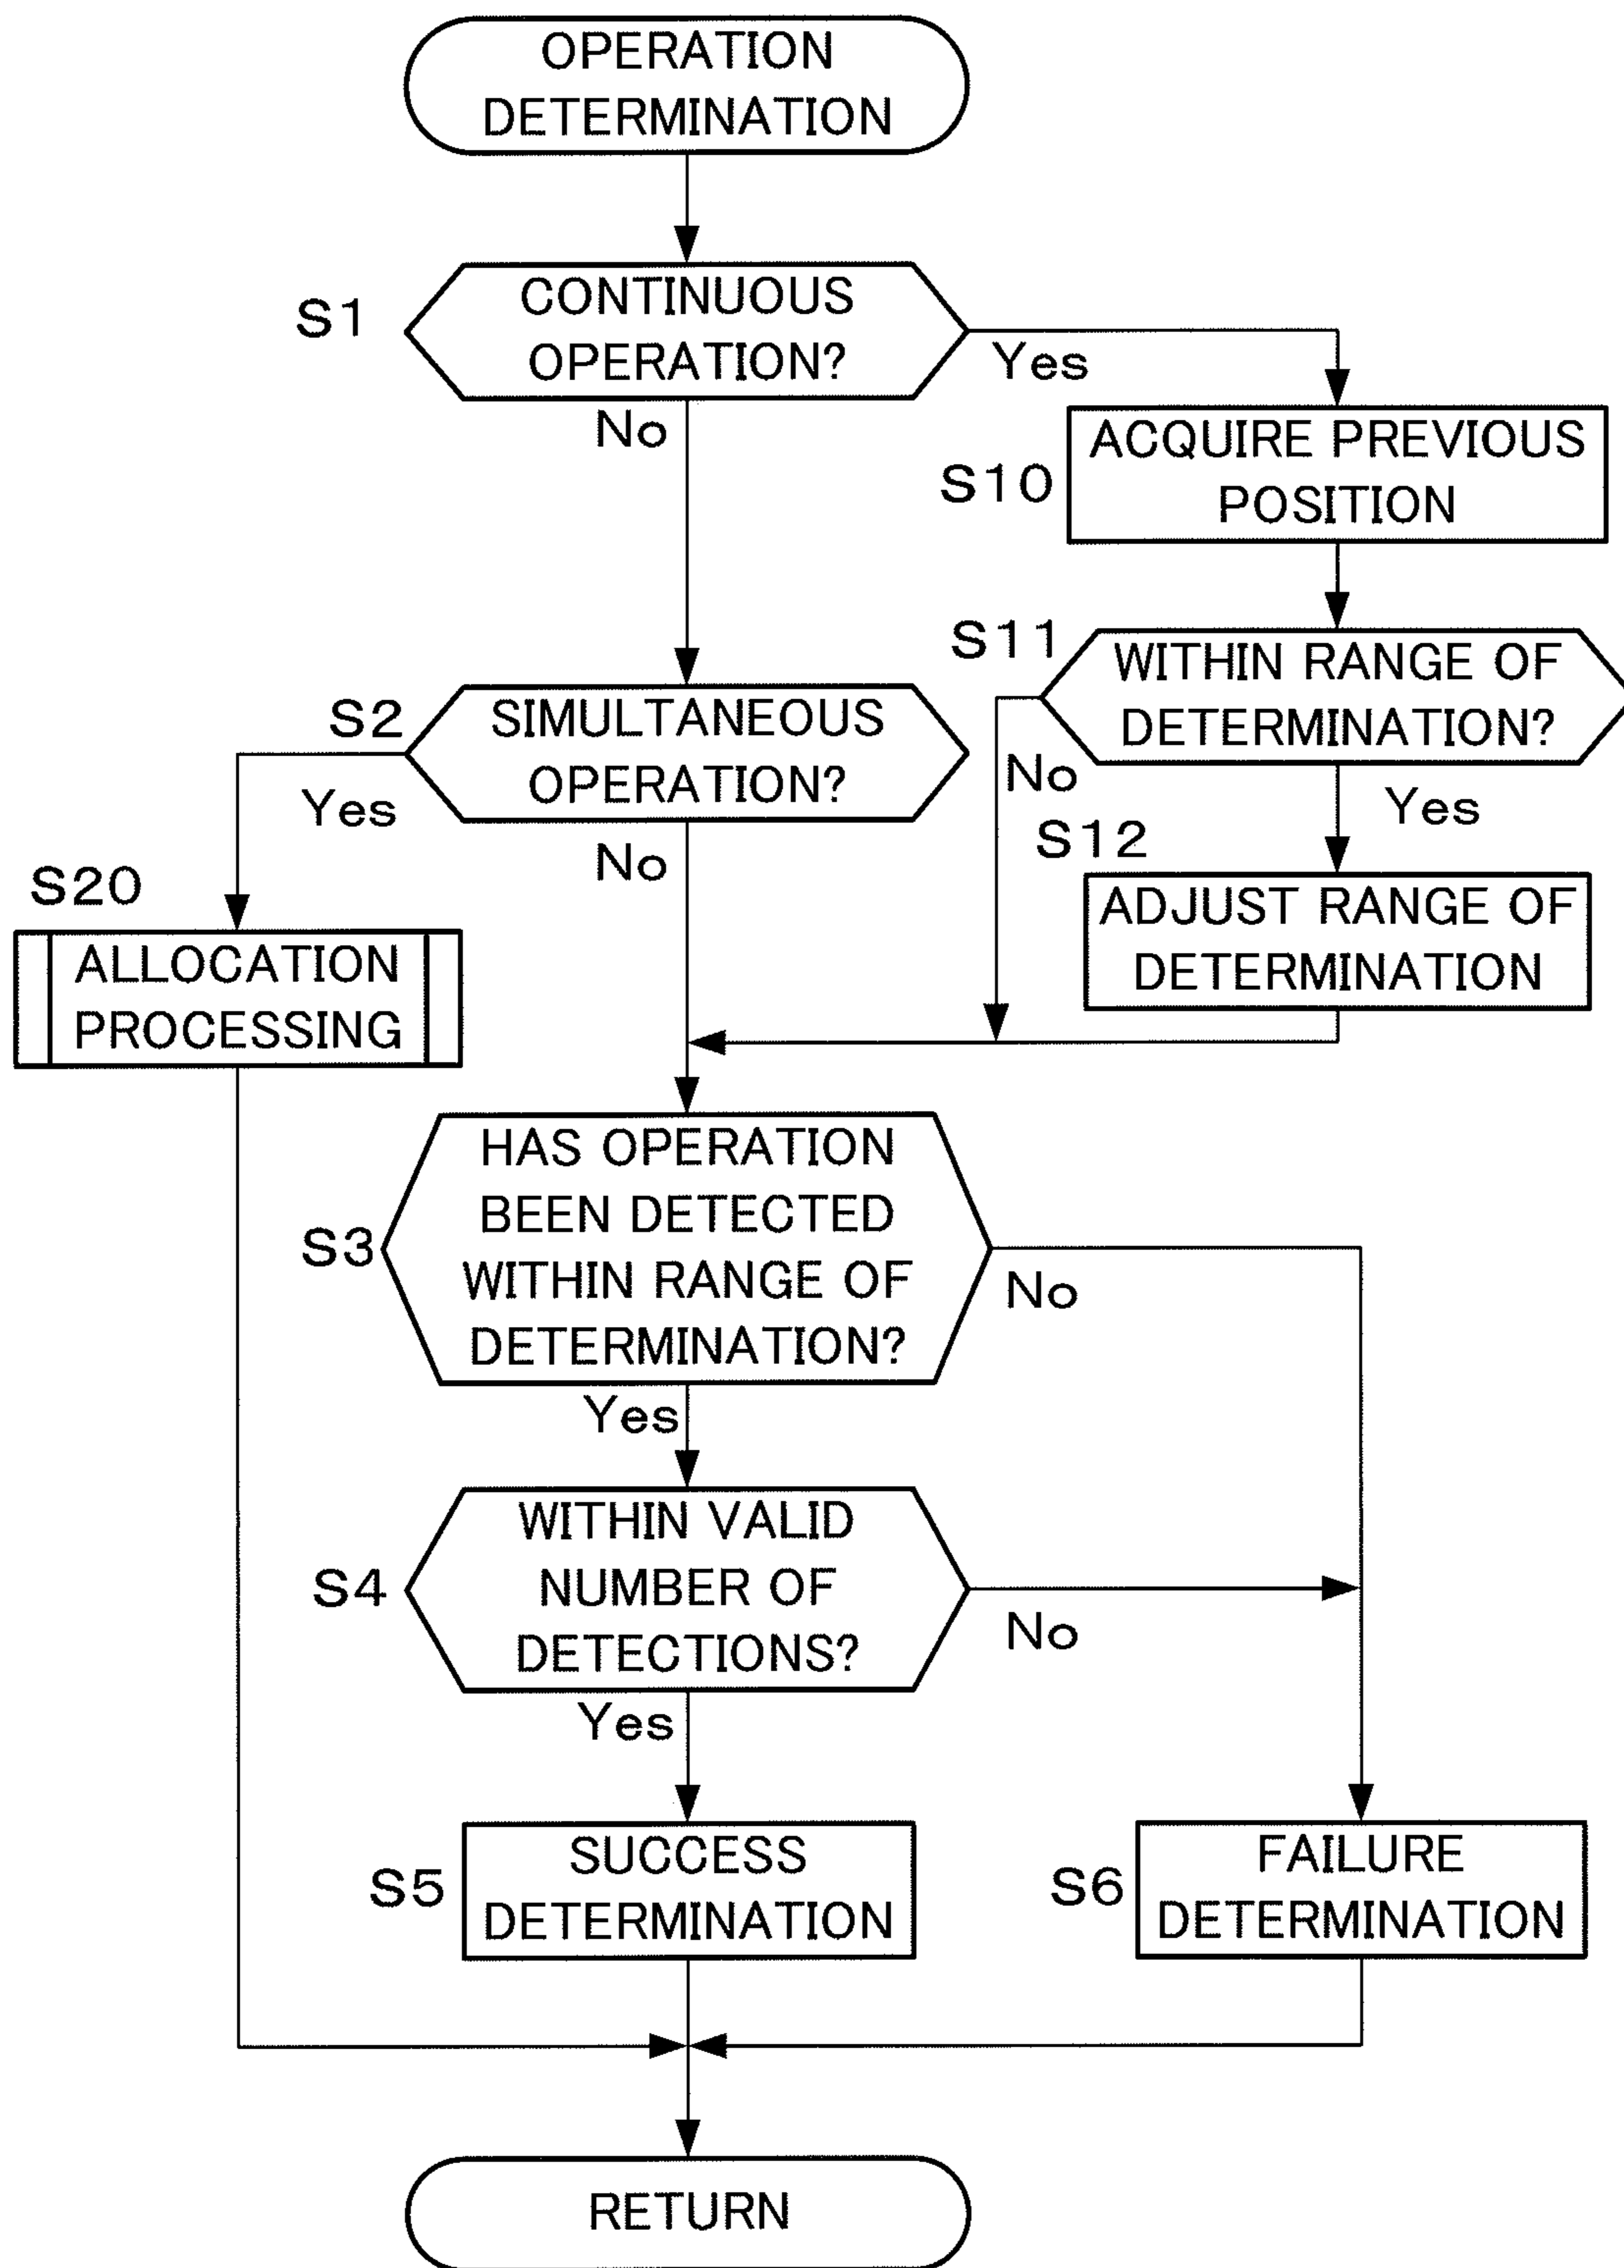 OPERATION
DETERMINATION
S1
CONTINUOUS
OPERATION?
Yes
No
S10
ACQUIRE PREVIOUS
POSITION
S11
WITHIN RANGE OF
DETERMINATION?
No
Yes
S12
ADJUST RANGE OF
DETERMINATION
S2
SIMULTANEOUS
OPERATION?
Yes
No
S20
ALLOCATION
PROCESSING
S3
HAS OPERATION
BEEN DETECTED
WITHIN RANGE OF
DETERMINATION?
No
Yes
S4
WITHIN VALID
NUMBER OF
DETECTIONS?
No
Yes
S5
SUCCESS
DETERMINATION
S6
FAILURE
DETERMINATION
RETURN